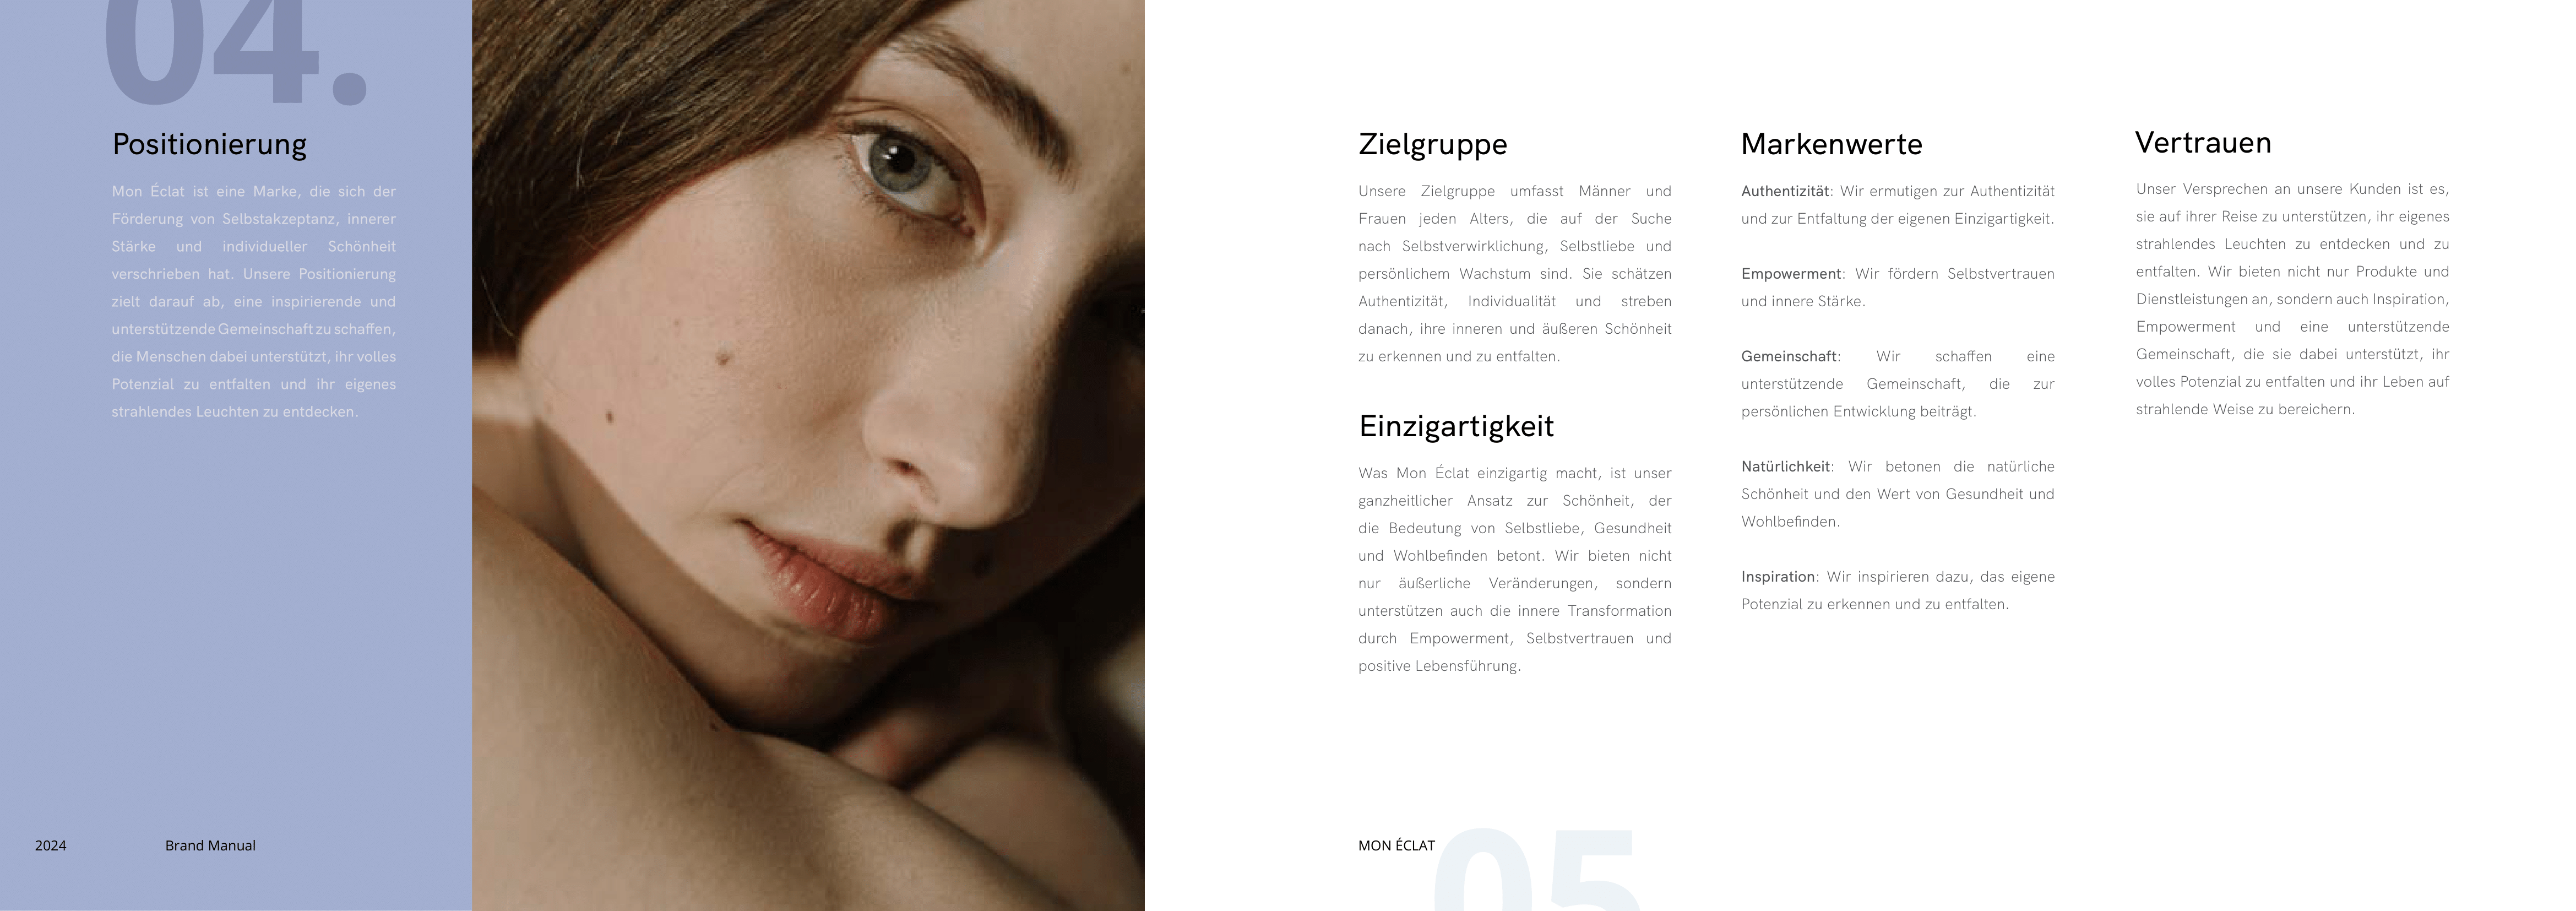 04.
Positionierung
Mon Éclat ist eine Marke, die sich der
Förderung von Selbstakzeptanz, innerer
Stärke und individueller Schönheit
verschrieben hat. Unsere Positionierung
zielt darauf ab, eine inspirierende und
unterstützende Gemeinschaft zu schaffen,
die Menschen dabei unterstützt, ihr volles
Potenzial zu entfalten und ihr eigenes
strahlendes Leuchten zu entdecken.
2024
Brand Manual
Zielgruppe
Unsere Zielgruppe umfasst Männer und
Frauen jeden Alters, die auf der Suche
nach Selbstverwirklichung, Selbstliebe und
persönlichem Wachstum sind. Sie schätzen
Authentizität, Individualität und streben
danach, ihre inneren und äußeren Schönheit
zu erkennen und zu entfalten.
Einzigartigkeit
Was Mon Éclat einzigartig macht, ist unser
ganzheitlicher Ansatz zur Schönheit, der
die Bedeutung von Selbstliebe, Gesundheit
und Wohlbefinden betont. Wir bieten nicht
nur äußerliche Veränderungen, sondern
unterstützen auch die innere Transformation
durch Empowerment, Selbstvertrauen und
positive Lebensführung.
Markenwerte
Authentizität: Wir ermutigen zur Authentizität
und zur Entfaltung der eigenen Einzigartigkeit.
Empowerment: Wir fördern Selbstvertrauen
und innere Stärke.
Gemeinschaft: Wir schaffen eine
unterstützende Gemeinschaft, die zur
persönlichen Entwicklung beiträgt.
Natürlichkeit: Wir betonen die natürliche
Schönheit und den Wert von Gesundheit und
Wohlbefinden.
Inspiration: Wir inspirieren dazu, das eigene
Potenzial zu erkennen und zu entfalten.
Vertrauen
Unser Versprechen an unsere Kunden ist es,
sie auf ihrer Reise zu unterstützen, ihr eigenes
strahlendes Leuchten zu entdecken und zu
entfalten. Wir bieten nicht nur Produkte und
Dienstleistungen an, sondern auch Inspiration,
Empowerment und eine unterstützende
Gemeinschaft, die sie dabei unterstützt, ihr
volles Potenzial zu entfalten und ihr Leben auf
strahlende Weise zu bereichern.
MON ÉCLAT
05